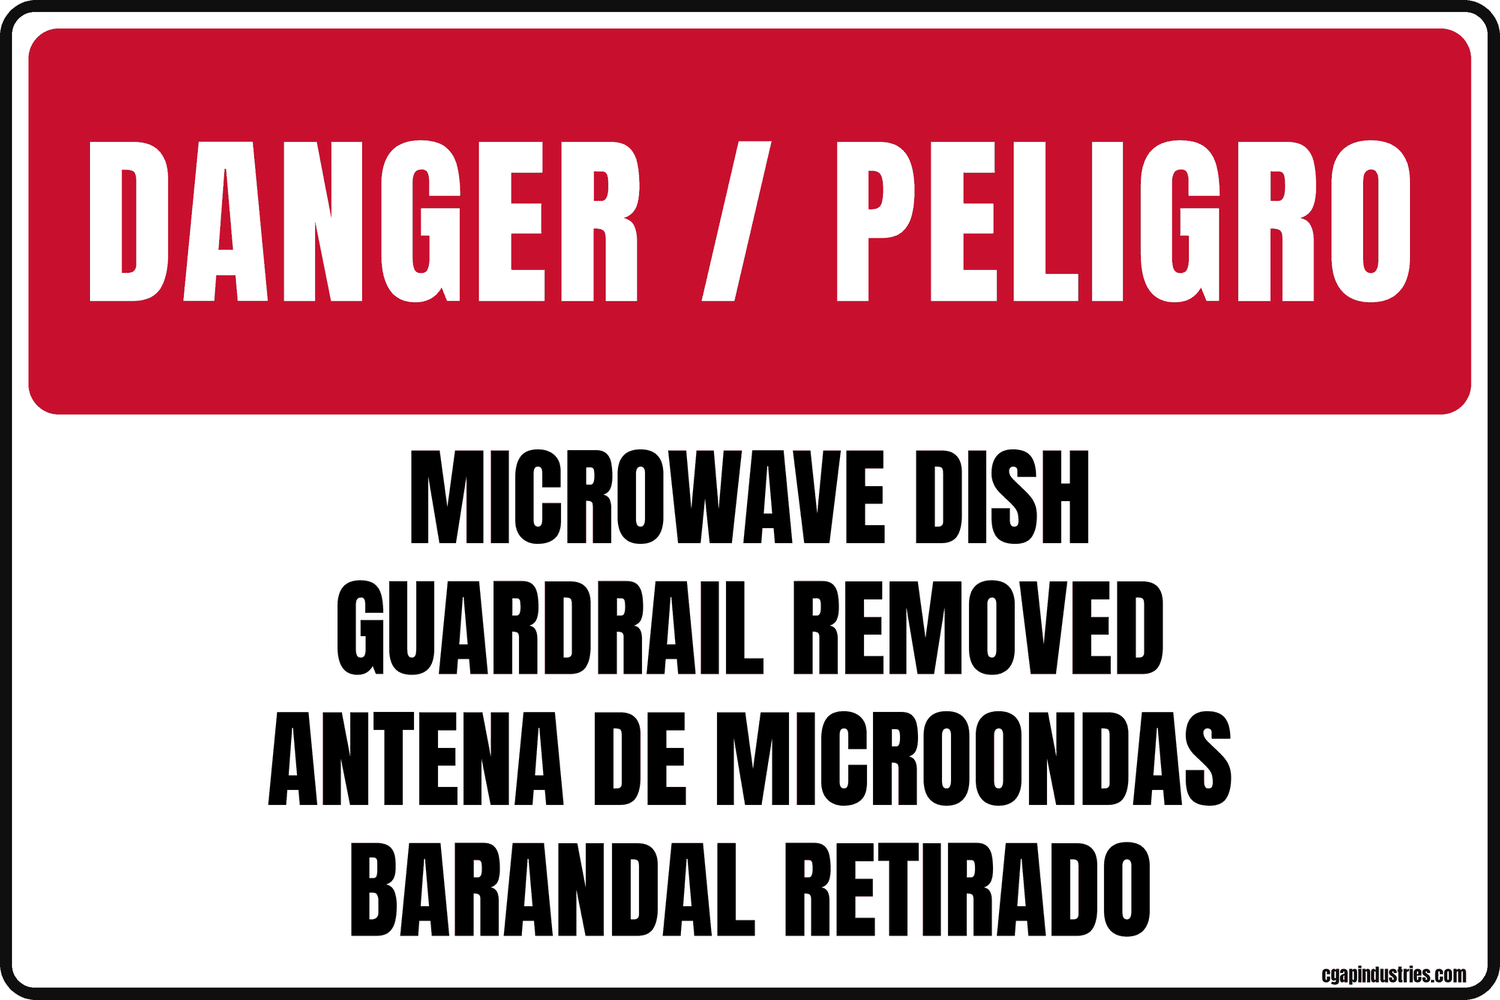 DANGER / PELIGRO
MICROWAVE DISH
GUARDRAIL REMOVED
ANTENA DE MICROONDAS
BARANDAL RETIRADO
cgapindustries.com